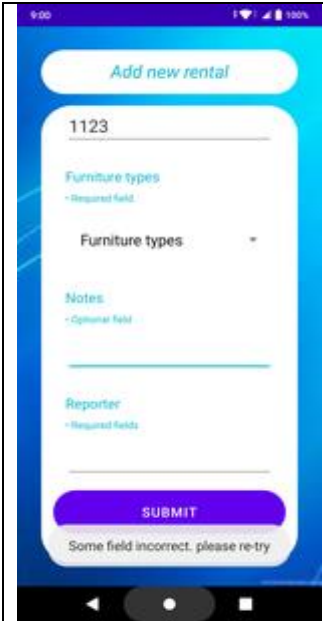 9:00
100%
Add new rental
1123
Furniture types
• Required field
Furniture types
Notes
• Optional field
Reporter
• Required fields
SUBMIT
Some field incorrect. please re-try